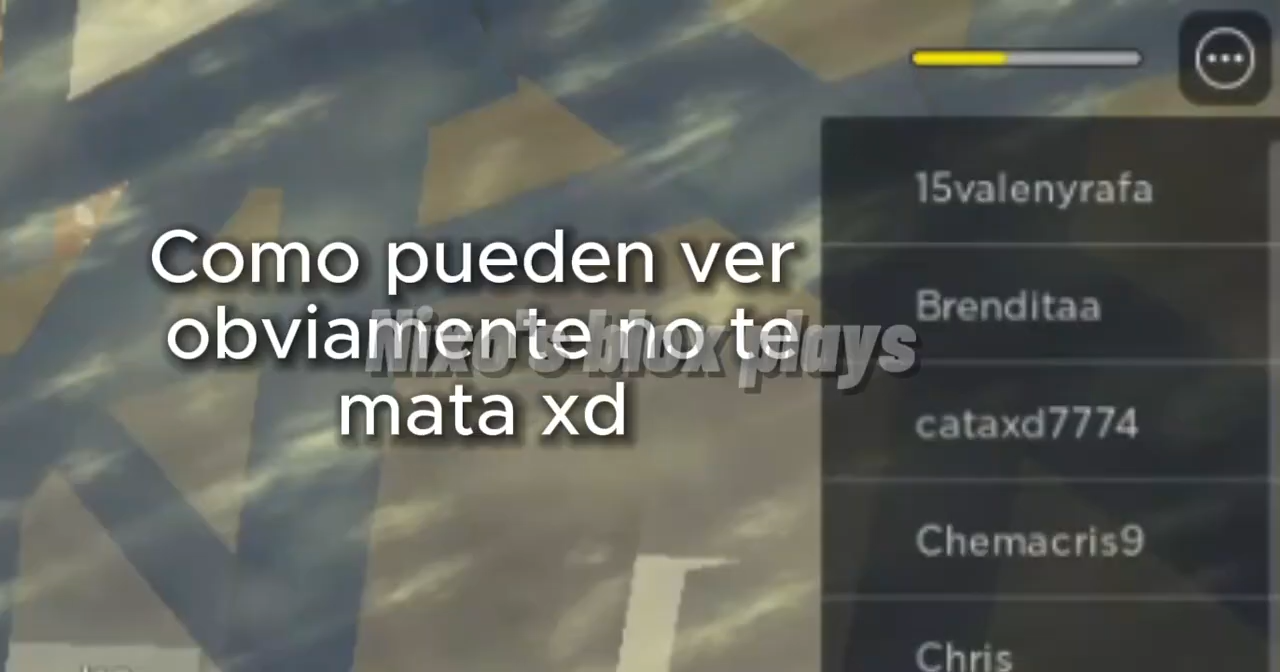 Como pueden ver
obviamente no te
mata xd
Nixo's blox plays
15valenyrafa
Brenditaa
cataxd7774
Chemacris9
Chris